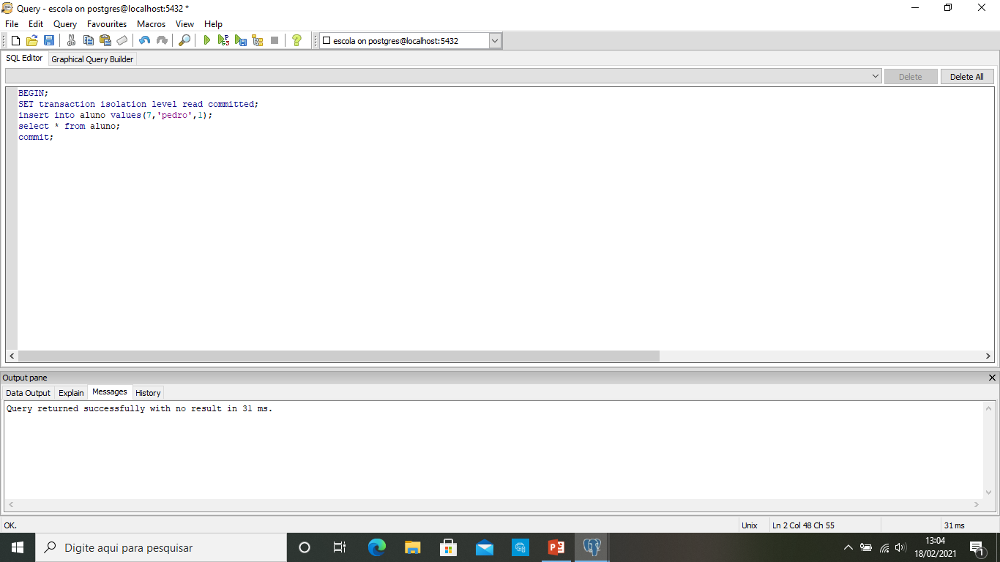 Query - escola on postgres@localhost:5432 *
File Edit Query Favourites Macros View Help
escola on postgres@localhost:5432
SQL Editor Graphical Query Builder
Delete Delete All
BEGIN;
SET transaction isolation level read committed;
insert into aluno values(7,'pedro',1);
select * from aluno;
commit;
Output pane
Data Output Explain Messages History
Query returned successfully with no result in 31 ms.
OK. Unix Ln 2 Col 48 Ch 55 31 ms
Digite aqui para pesquisar
13:04
18/02/2021
1